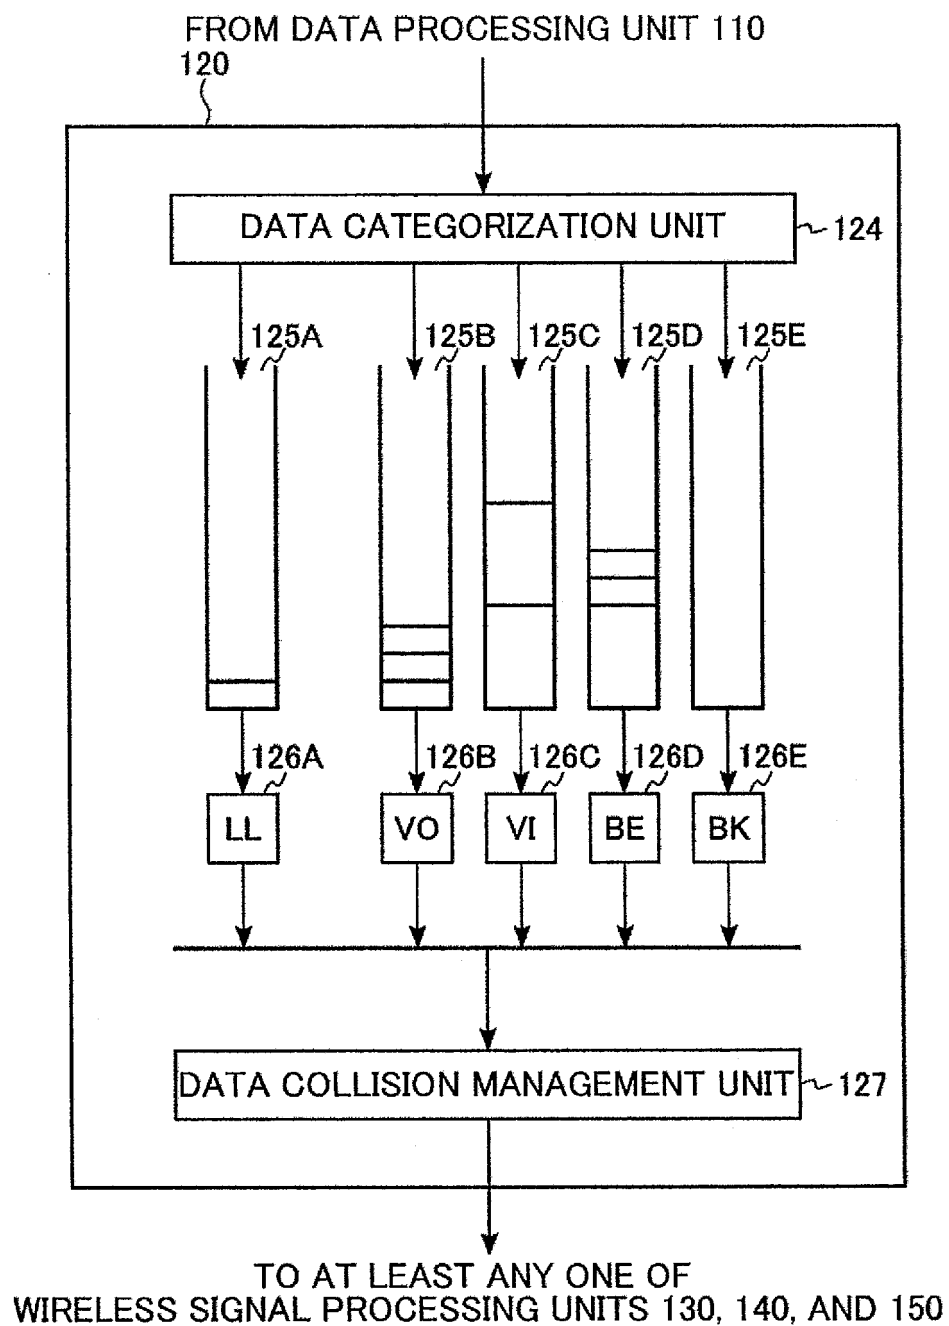 FROM DATA PROCESSING UNIT 110
120
DATA CATEGORIZATION UNIT
124
125A 125B 125C 125D 125E
126A 126B 126C 126D 126E
LL VO VI BE BK
DATA COLLISION MANAGEMENT UNIT
127
TO AT LEAST ANY ONE OF
WIRELESS SIGNAL PROCESSING UNITS 130, 140, AND 150